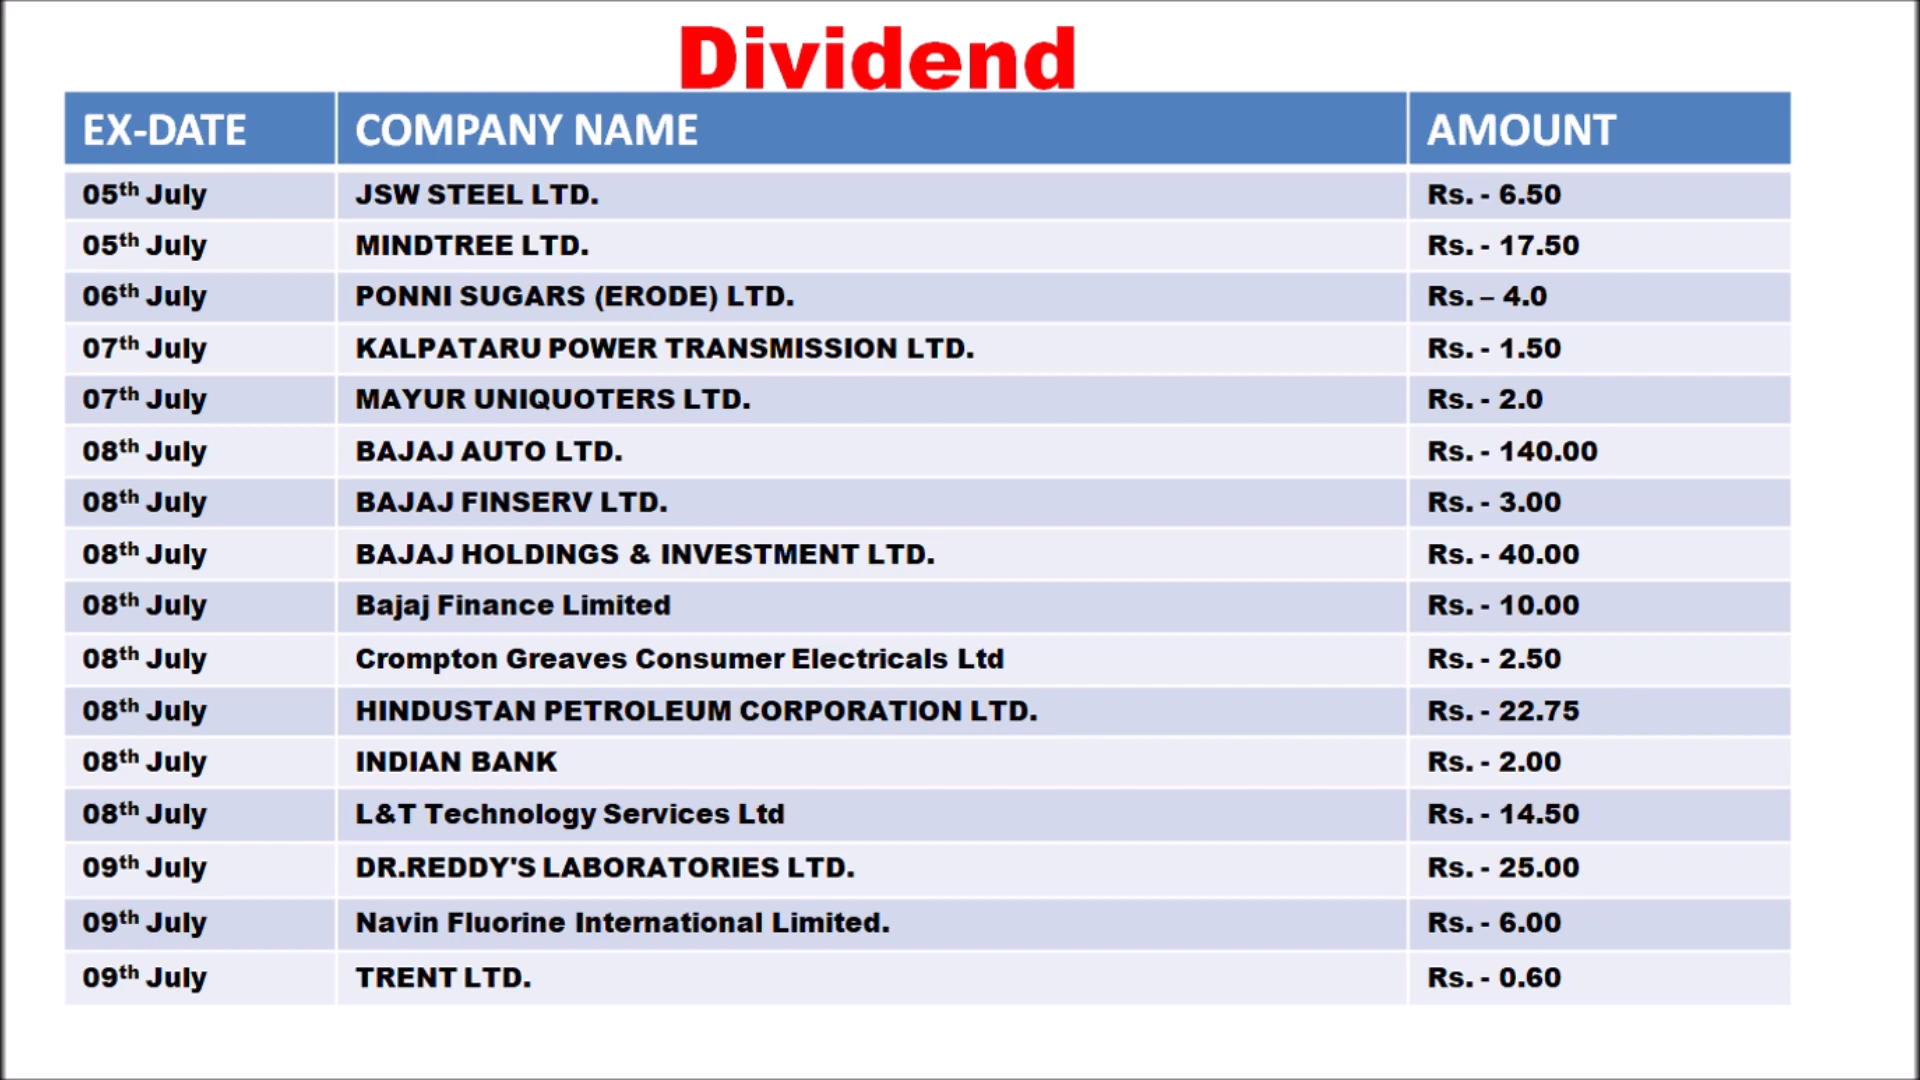 Dividend
EX-DATE COMPANY NAME AMOUNT
05th July JSW STEEL LTD. Rs. - 6.50
05th July MINDTREE LTD. Rs. - 17.50
06th July PONNI SUGARS (ERODE) LTD. Rs. – 4.0
07th July KALPATARU POWER TRANSMISSION LTD. Rs. - 1.50
07th July MAYUR UNIQUOTERS LTD. Rs. - 2.0
08th July BAJAJ AUTO LTD. Rs. - 140.00
08th July BAJAJ FINSERV LTD. Rs. - 3.00
08th July BAJAJ HOLDINGS & INVESTMENT LTD. Rs. - 40.00
08th July Bajaj Finance Limited Rs. - 10.00
08th July Crompton Greaves Consumer Electricals Ltd Rs. - 2.50
08th July HINDUSTAN PETROLEUM CORPORATION LTD. Rs. - 22.75
08th July INDIAN BANK Rs. - 2.00
08th July L&T Technology Services Ltd Rs. - 14.50
09th July DR.REDDY'S LABORATORIES LTD. Rs. - 25.00
09th July Navin Fluorine International Limited. Rs. - 6.00
09th July TRENT LTD. Rs. - 0.60